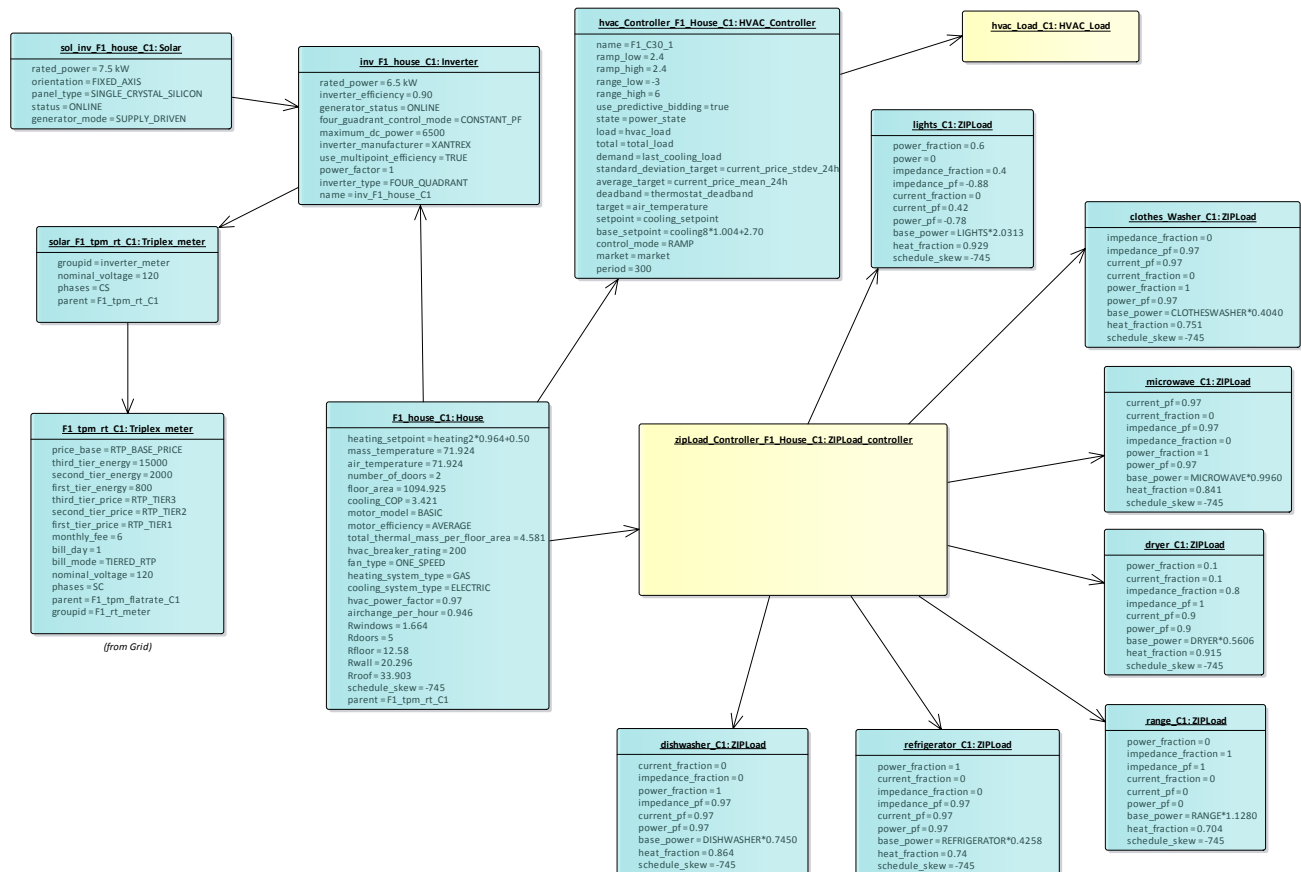 sol_inv_F1_house_C1: Solar
rated_power = 7.5 kW
orientation = FIXED_AXIS
panel_type = SINGLE_CRYSTAL_SILICON
status = ONLINE
generator_mode = SUPPLY_DRIVEN
inv_F1_house_C1: Inverter
rated_power = 6.5 kW
inverter_efficiency = 0.90
generator_status = ONLINE
four_guadrant_control_mode = CONSTANT_PF
maximum_dc_power = 6500
inverter_manufacturer = XANTREX
use_multipoint_efficiency = TRUE
power_factor = 1
inverter_type = FOUR_QUADRANT
name = inv_F1_house_C1
hvac_Controller_F1_House_C1: HVAC_Controller
name = F1_C30_1
ramp_low = 2.4
ramp_high = 2.4
range_low = -3
range_high = 6
use_predictive_bidding = true
state = power_state
load = hvac_load
total = total_load
demand = last_cooling_load
standard_deviation_target = current_price_stdev_24h
average_target = current_price_mean_24h
deadband = thermostat_deadband
target = air_temperature
setpoint = cooling_setpoint
base_setpoint = cooling8*1.004+2.70
control_mode = RAMP
market = market
period = 300
hvac_Load_C1: HVAC_Load
lights_C1: ZIPLoad
power_fraction = 0.6
power = 0
impedance_fraction = 0.4
impedance_pf = -0.88
current_fraction = 0
current_pf = 0.42
power_pf = -0.78
base_power = LIGHTS*2.0313
heat_fraction = 0.929
schedule_skew = -745
clothes_Washer_C1: ZIPLoad
impedance_fraction = 0
impedance_pf = 0.97
current_pf = 0.97
current_fraction = 0
power_fraction = 1
power_pf = 0.97
base_power = CLOTHESWASHER*0.4040
heat_fraction = 0.751
schedule_skew = -745
solar_F1_tpm_rt_C1: Triplex_meter
groupid = inverter_meter
nominal_voltage = 120
phases = CS
parent = F1_tpm_rt_C1
F1_tpm_rt_C1: Triplex_meter
price_base = RTP_BASE_PRICE
third_tier_energy = 15000
second_tier_energy = 2000
first_tier_energy = 800
third_tier_price = RTP_TIER3
second_tier_price = RTP_TIER2
first_tier_price = RTP_TIER1
monthly_fee = 6
bill_day = 1
bill_mode = TIERED_RTP
nominal_voltage = 120
phases = SC
parent = F1_tpm_flatrate_C1
groupid = F1_rt_meter
(from Grid)
F1_house_C1: House
heating_setpoint = heating2*0.964+0.50
mass_temperature = 71.924
air_temperature = 71.924
number_of_doors = 2
floor_area = 1094.925
cooling_COP = 3.421
motor_model = BASIC
motor_efficiency = AVERAGE
total_thermal_mass_per_floor_area = 4.581
hvac_breaker_rating = 200
fan_type = ONE_SPEED
heating_system_type = GAS
cooling_system_type = ELECTRIC
hvac_power_factor = 0.97
airchange_per_hour = 0.946
Rwindows = 1.664
Rdoors = 5
Rfloor = 12.58
Rwall = 20.296
Rroof = 33.903
schedule_skew = -745
parent = F1_tpm_rt_C1
zipLoad_Controller_F1_House_C1: ZIPLoad_controller
microwave_C1: ZIPLoad
current_pf = 0.97
current_fraction = 0
impedance_pf = 0.97
impedance_fraction = 0
power_fraction = 1
power_pf = 0.97
base_power = MICROWAVE*0.9960
heat_fraction = 0.841
schedule_skew = -745
dryer_C1: ZIPLoad
power_fraction = 0.1
current_fraction = 0.1
impedance_fraction = 0.8
impedance_pf = 1
current_pf = 0.9
power_pf = 0.9
base_power = DRYER*0.5606
heat_fraction = 0.915
schedule_skew = -745
range_C1: ZIPLoad
power_fraction = 0
impedance_fraction = 1
impedance_pf = 1
current_fraction = 0
current_pf = 0
power_pf = 0
base_power = RANGE*1.1280
heat_fraction = 0.704
schedule_skew = -745
dishwasher_C1: ZIPLoad
current_fraction = 0
impedance_fraction = 0
power_fraction = 1
impedance_pf = 0.97
current_pf = 0.97
power_pf = 0.97
base_power = DISHWASHER*0.7450
heat_fraction = 0.864
schedule_skew = -745
refrigerator_C1: ZIPLoad
power_fraction = 1
current_fraction = 0
impedance_fraction = 0
impedance_pf = 0.97
current_pf = 0.97
power_pf = 0.97
base_power = REFRIGERATOR*0.4258
heat_fraction = 0.74
schedule_skew = -745